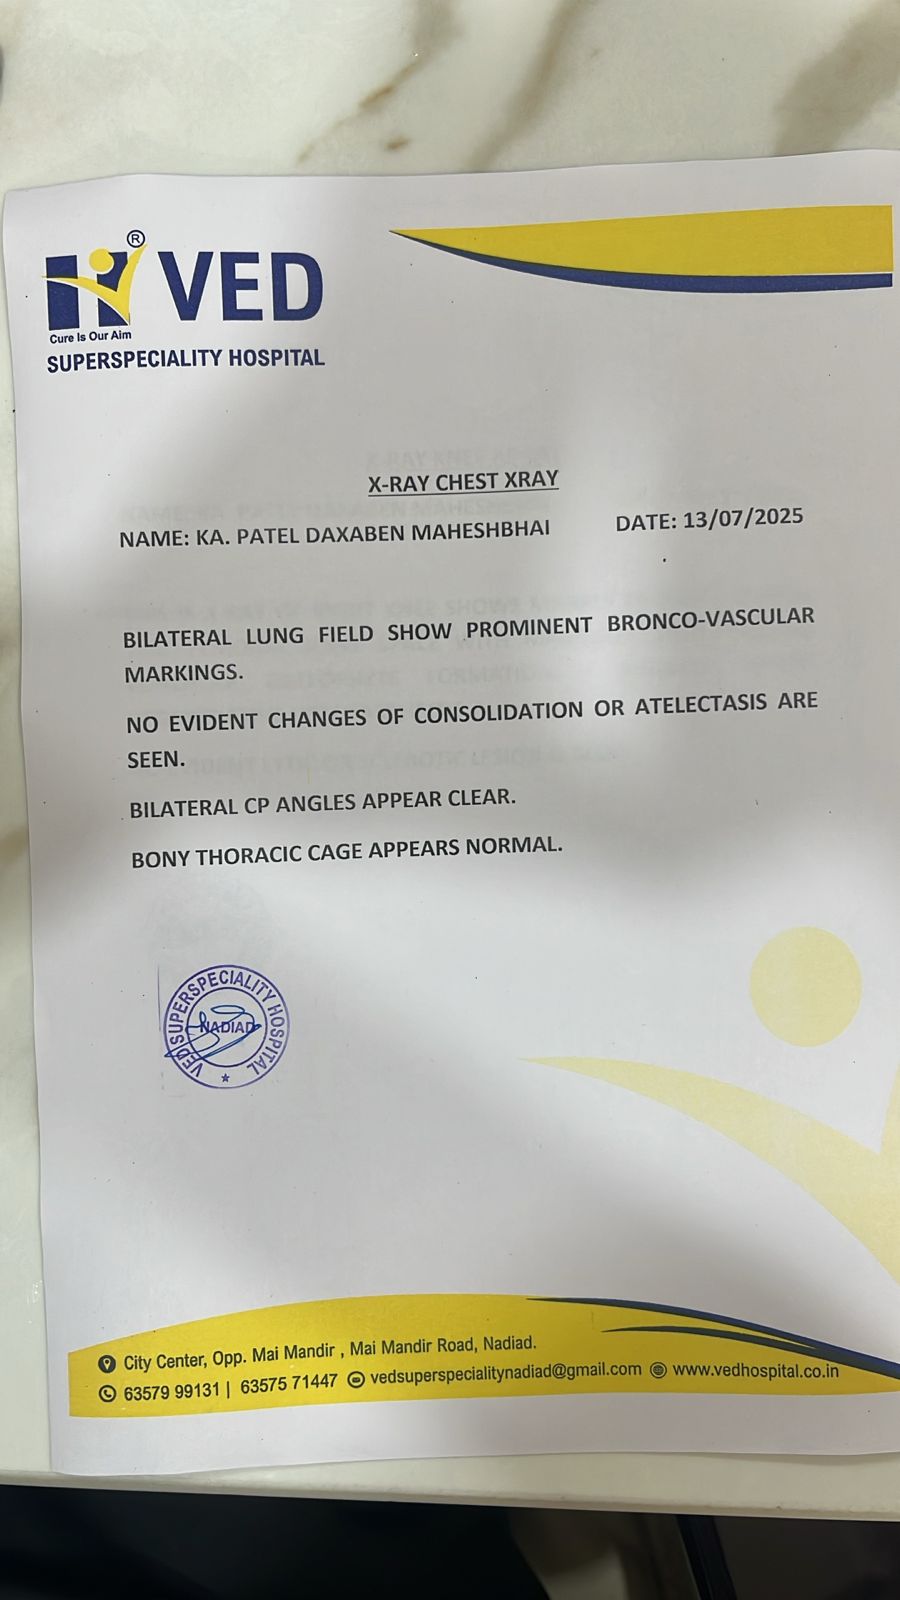 ®
VED
Cure Is Our Aim
SUPERSPECIALITY HOSPITAL
X-RAY CHEST XRAY
NAME: KA. PATEL DAXABEN MAHESHBHAI DATE: 13/07/2025
BILATERAL LUNG FIELD SHOW PROMINENT BRONCO-VASCULAR
MARKINGS.
NO EVIDENT CHANGES OF CONSOLIDATION OR ATELECTASIS ARE
SEEN.
BILATERAL CP ANGLES APPEAR CLEAR.
BONY THORACIC CAGE APPEARS NORMAL.
VED SUPERSPECIALITY HOSPITAL
NADIAD
City Center, Opp. Mai Mandir , Mai Mandir Road, Nadiad.
63579 99131 | 63575 71447 vedsuperspecialitynadiad@gmail.com www.vedhospital.co.in